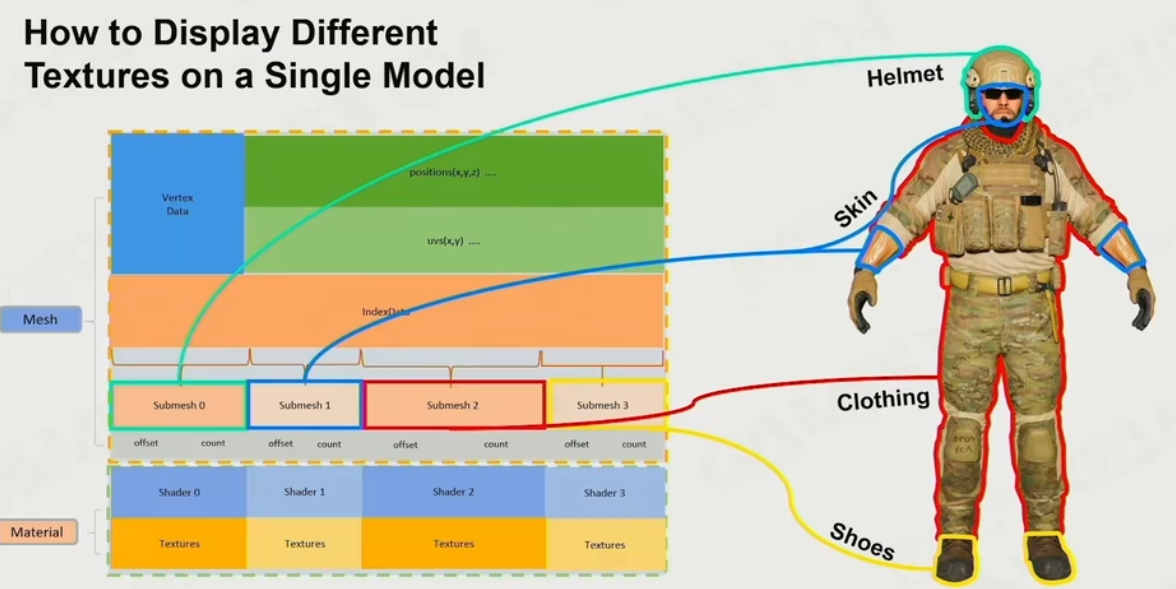 How to Display Different
Textures on a Single Model
Helmet
Skin
Clothing
Shoes
Mesh
Vertex
Data
positions(x,y,z) ....
uvs(x,y) ....
IndexData
Submesh 0
Submesh 1
Submesh 2
Submesh 3
offset count offset count offset count offset count
Material
Shader 0
Shader 1
Shader 2
Shader 3
Textures
Textures
Textures
Textures